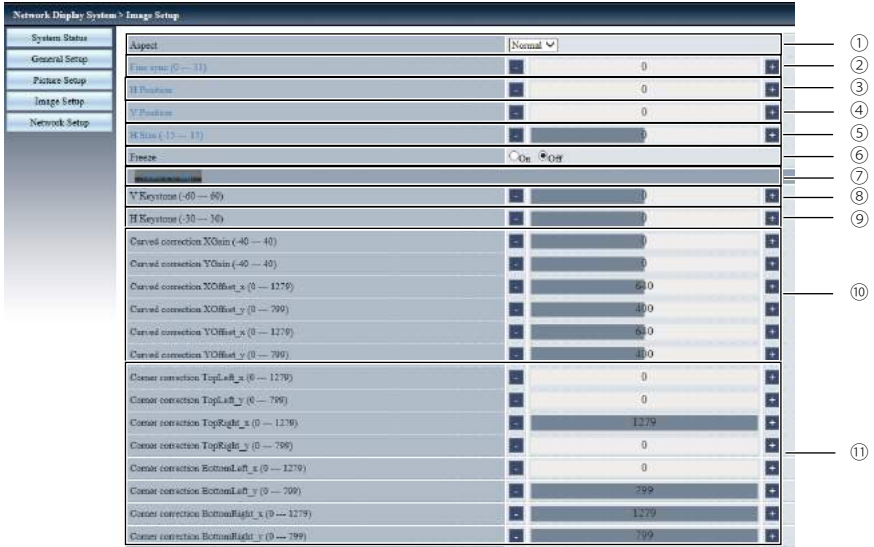 Network Display System > Image Setup
System Status
General Setup
Picture Setup
Image Setup
Network Setup
Aspect Normal ①
Fine sync (0 --- 31) - 0 + ②
H Position - 0 + ③
V Position - 0 + ④
H Size (-15 --- 15) - 0 + ⑤
Freeze On Off ⑥
⑦
V Keystone (-60 --- 60) - 0 + ⑧
H Keystone (-30 --- 30) - 0 + ⑨
Curved correction XGain (-40 --- 40) - 0 +
Curved correction YGain (-40 --- 40) - 0 +
Curved correction XOffset_x (0 --- 1279) - 640 +
Curved correction XOffset_y (0 --- 799) - 400 +
⑩
Curved correction YOffset_x (0 --- 1279) - 640 +
Curved correction YOffset_y (0 --- 799) - 400 +
Corner correction TopLeft_x (0 --- 1279) - 0 +
Corner correction TopLeft_y (0 --- 799) - 0 +
Corner correction TopRight_x (0 --- 1279) - 1279 +
Corner correction TopRight_y (0 --- 799) - 0 +
⑪
Corner correction BottomLeft_x (0 --- 1279) - 0 +
Corner correction BottomLeft_y (0 --- 799) - 799 +
Corner correction BottomRight_x (0 --- 1279) - 1279 +
Corner correction BottomRight_y (0 --- 799) - 799 +